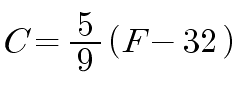 C = 5/9 (F − 32)